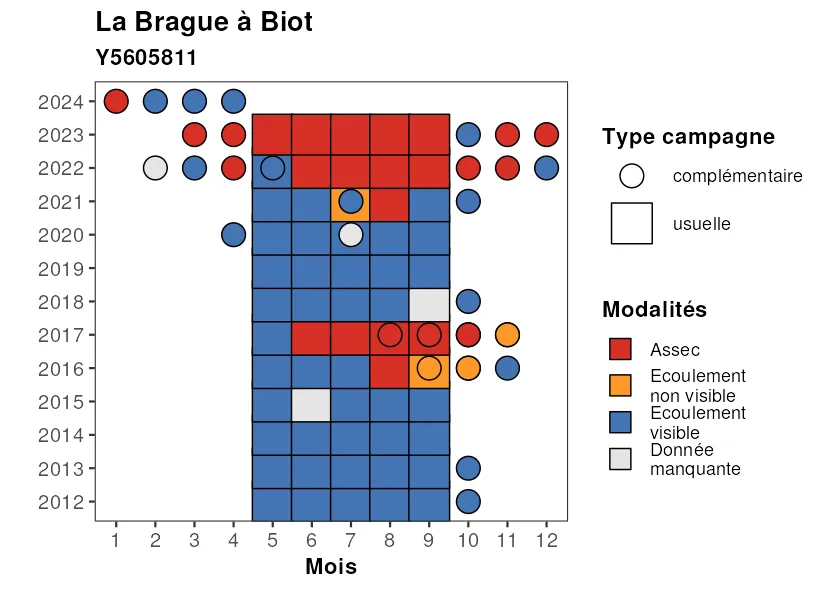 La Brague à Biot
Y5605811
2024
2023
2022
2021
2020
2019
2018
2017
2016
2015
2014
2013
2012
1 2 3 4 5 6 7 8 9 10 11 12
Mois
Type campagne
complémentaire
usuelle
Modalités
Assec
Ecoulement
non visible
Ecoulement
visible
Donnée
manquante